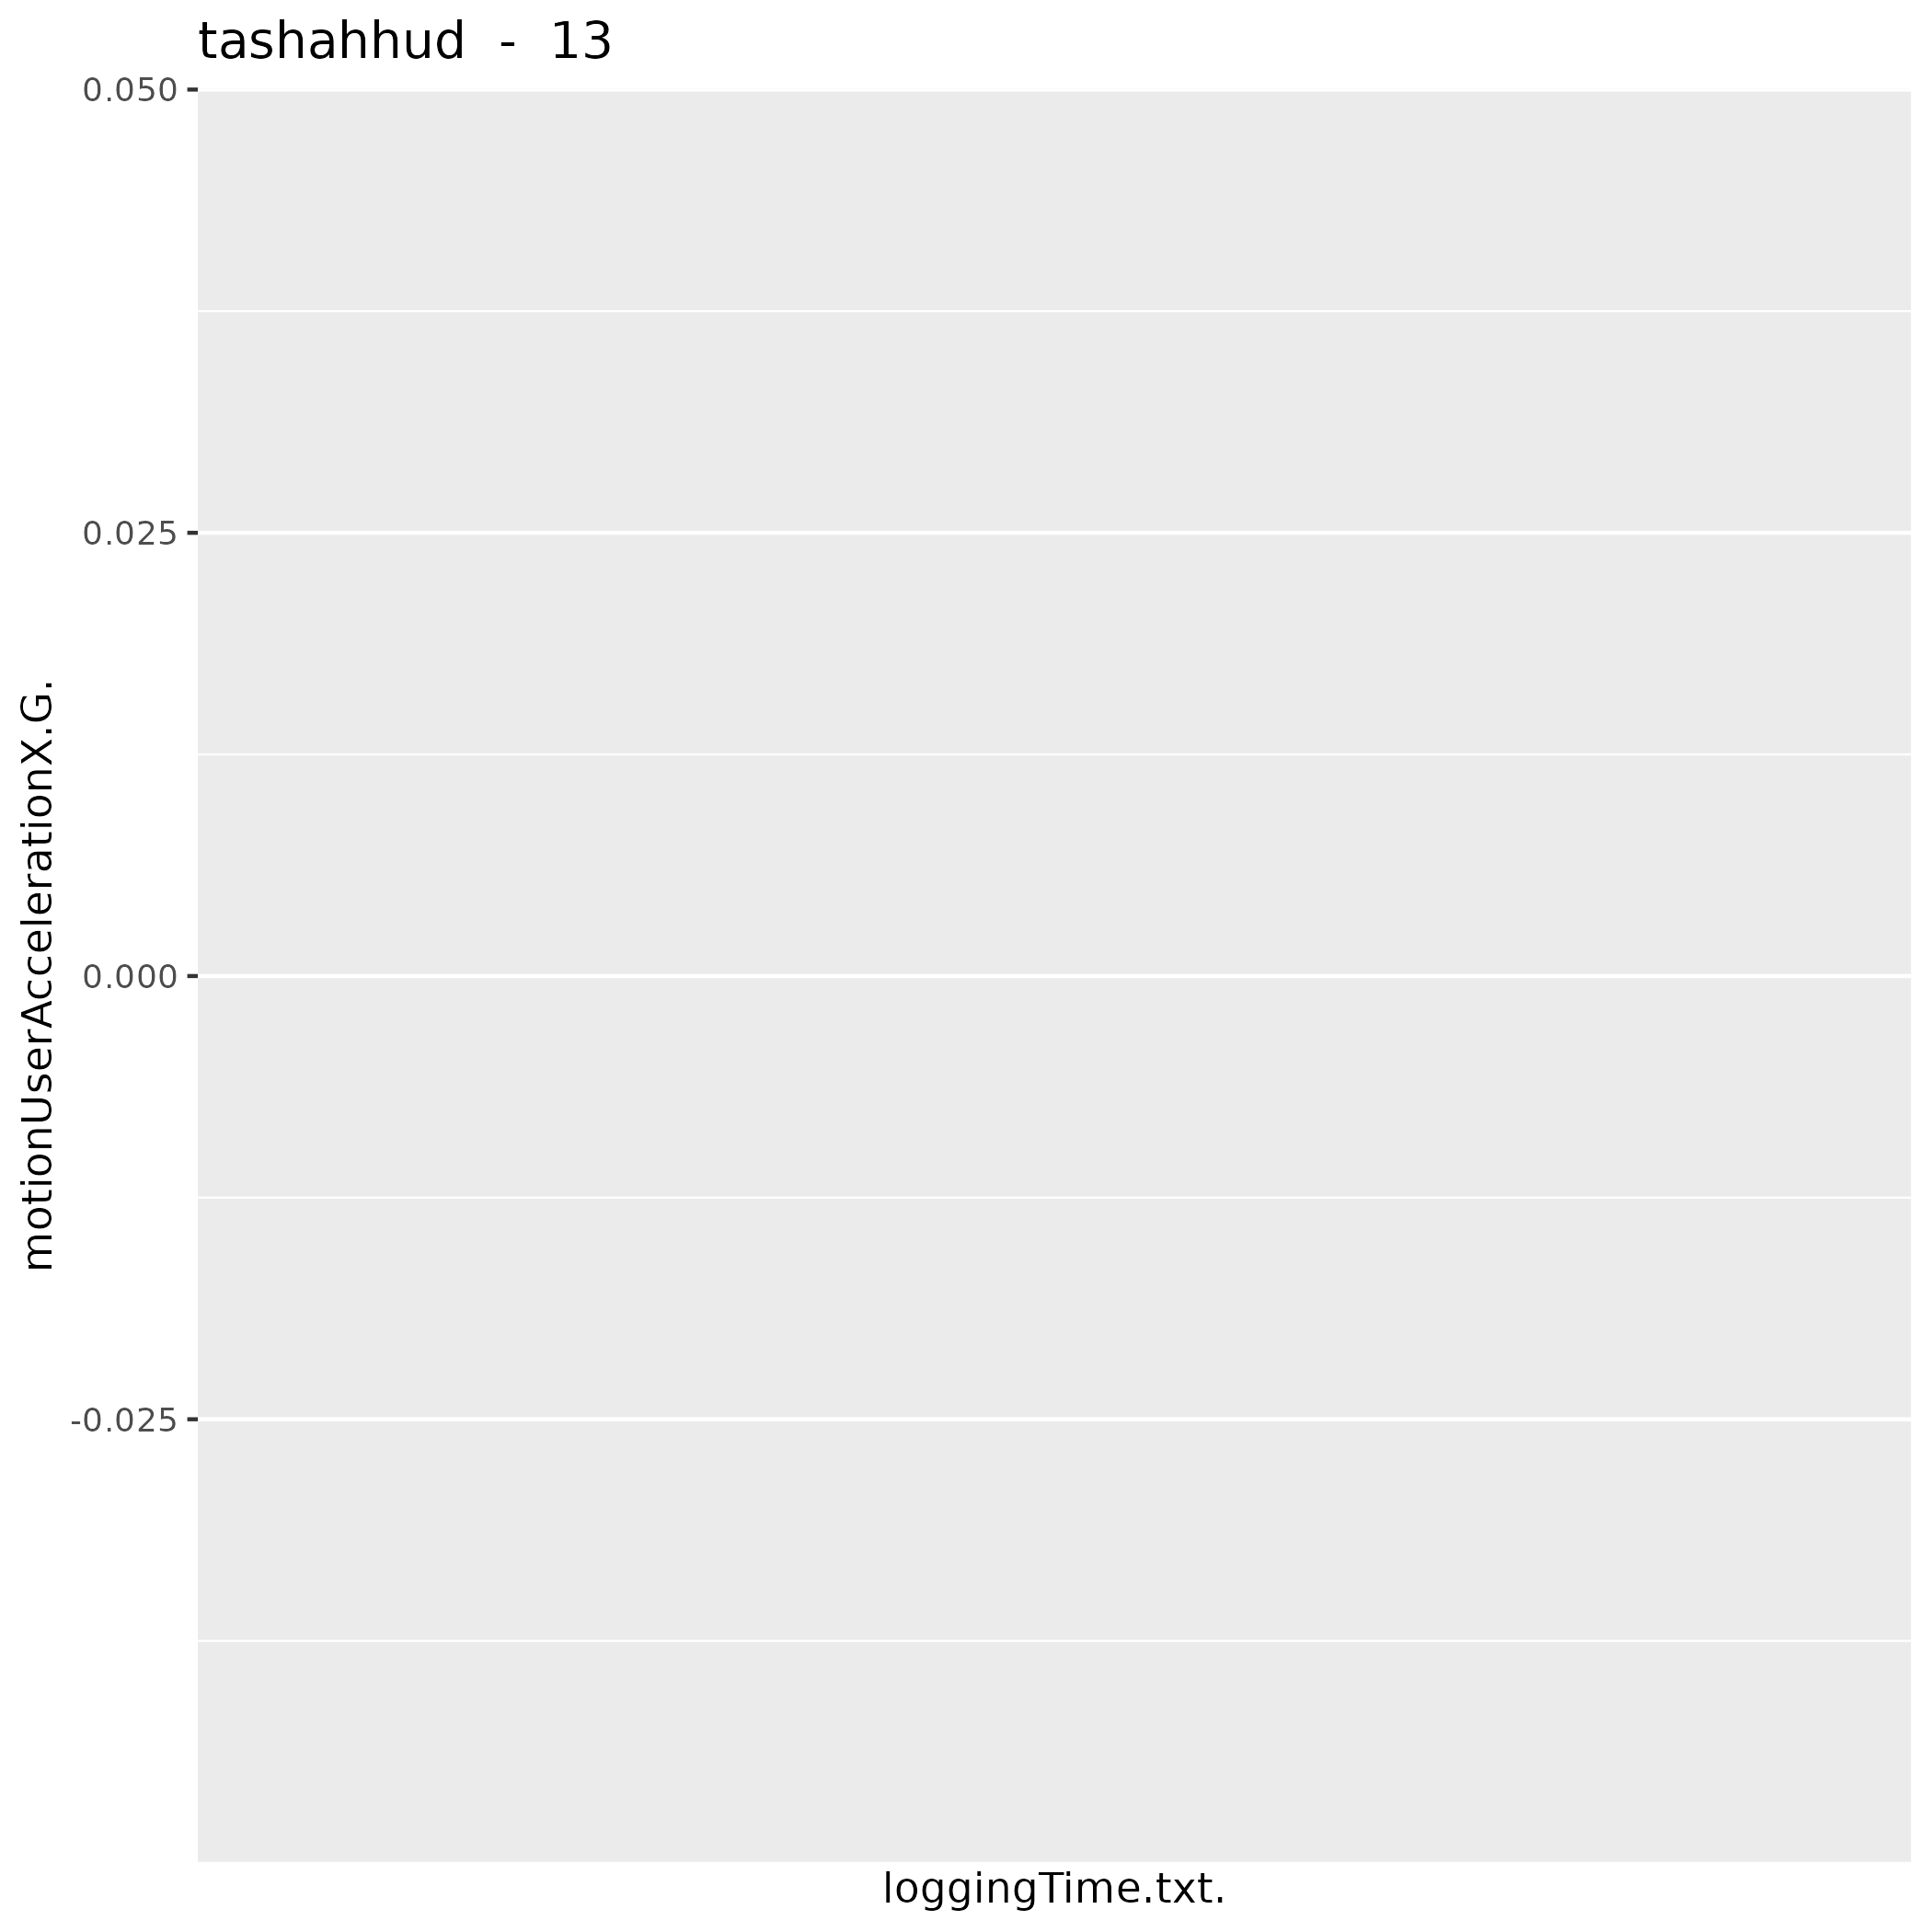 tashahhud - 13
0.050
0.025
0.000
-0.025
motionUserAccelerationX.G.
loggingTime.txt.